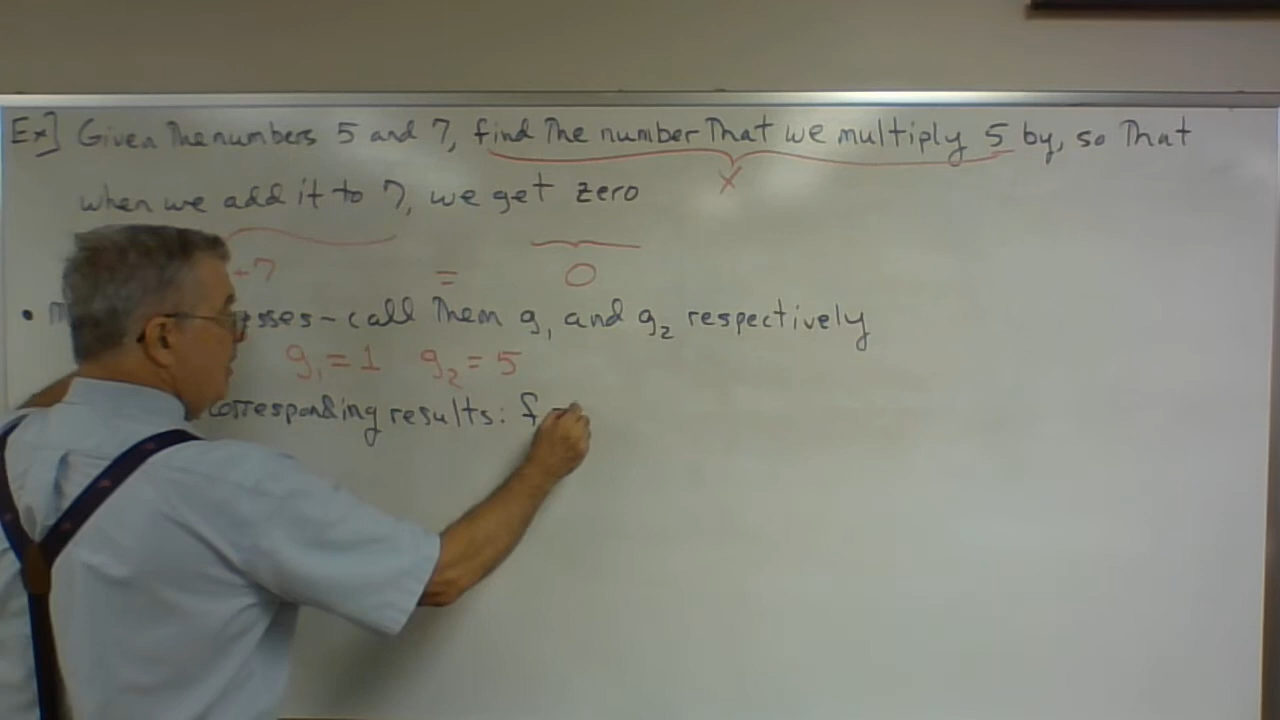 Ex] Given The numbers 5 and 7, find The number That we multiply 5 by, so That
x
when we add it to 7, we get zero
+7 = 0
• call Them g₁ and g₂ respectively
g₁ = 1 g₂ = 5
corresponding results: f